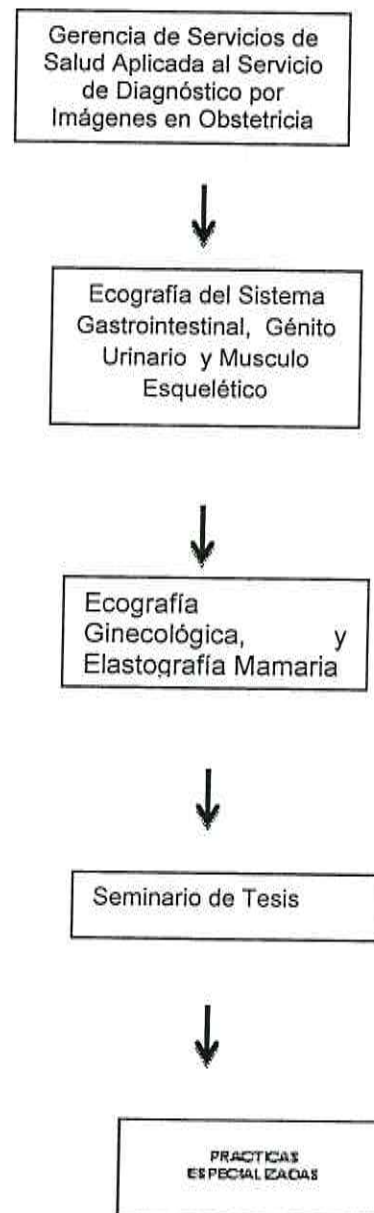 Gerencia de Servicios de
Salud Aplicada al Servicio
de Diagnóstico por
Imágenes en Obstetricia
Ecografía del Sistema
Gastrointestinal, Génito
Urinario y Musculo
Esquelético
Ecografía
Ginecológica, y
Elastografía Mamaria
Seminario de Tesis
PRACTICAS
ESPECIALIZADAS